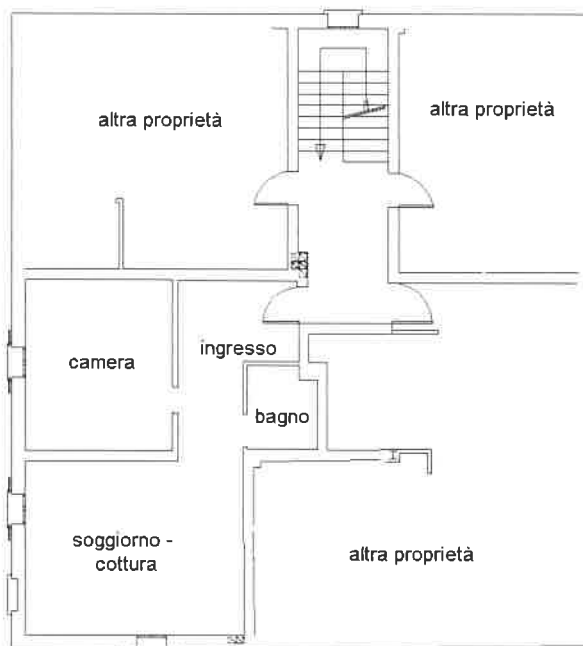 altra proprietà
altra proprietà
ingresso
camera
bagno
soggiorno -
cottura
altra proprietà